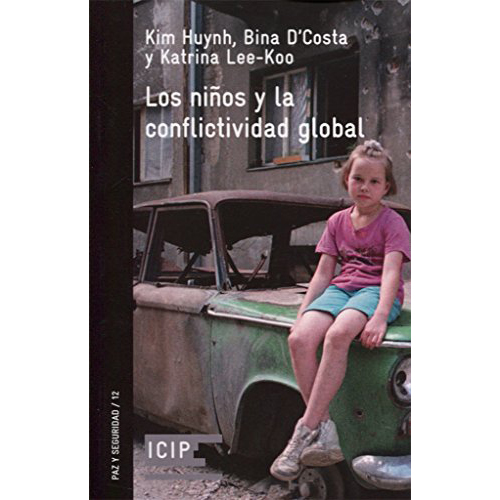 Kim Huynh, Bina D'Costa
y Katrina Lee-Koo
Los niños y la
conflictividad global
PAZ Y SEGURIDAD / 12
ICIP